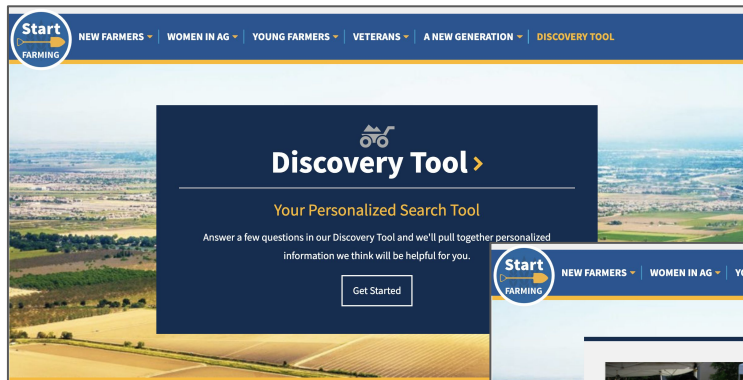 Start
FARMING
NEW FARMERS
WOMEN IN AG
YOUNG FARMERS
VETERANS
A NEW GENERATION
DISCOVERY TOOL
Discovery Tool
Your Personalized Search Tool
Answer a few questions in our Discovery Tool and we'll pull together personalized
information we think will be helpful for you.
Get Started
Start
FARMING
NEW FARMERS
WOMEN IN AG